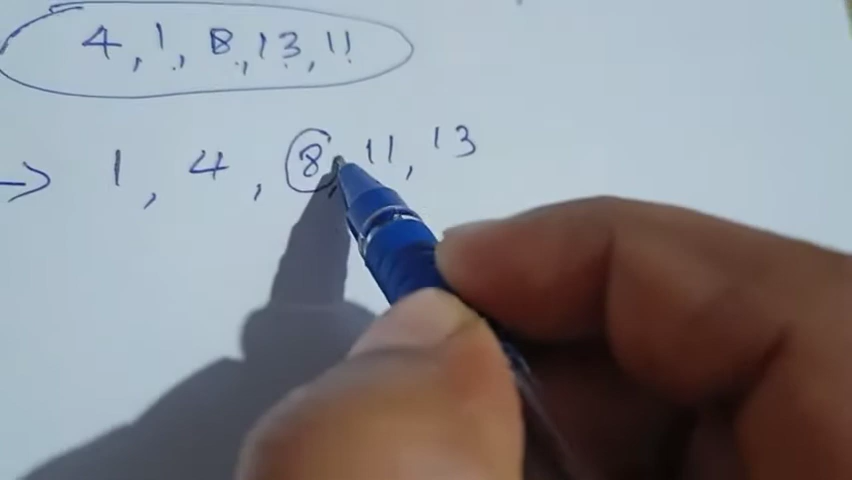 4, 1, 8, 13, 11
→ 1, 4, 8, 11, 13